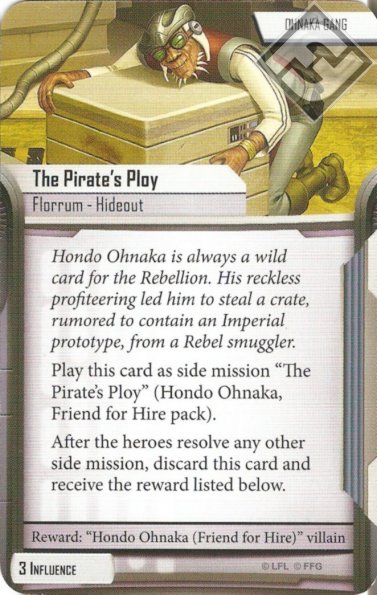 OHNAKA GANG
The Pirate's Ploy
Florrum - Hideout
Hondo Ohnaka is always a wild
card for the Rebellion. His reckless
profiteering led him to steal a crate,
rumored to contain an Imperial
prototype, from a Rebel smuggler.
Play this card as side mission “The
Pirate's Ploy” (Hondo Ohnaka,
Friend for Hire pack).
After the heroes resolve any other
side mission, discard this card and
receive the reward listed below.
Reward: “Hondo Ohnaka (Friend for Hire)” villain
3 INFLUENCE
© LFL © FFG